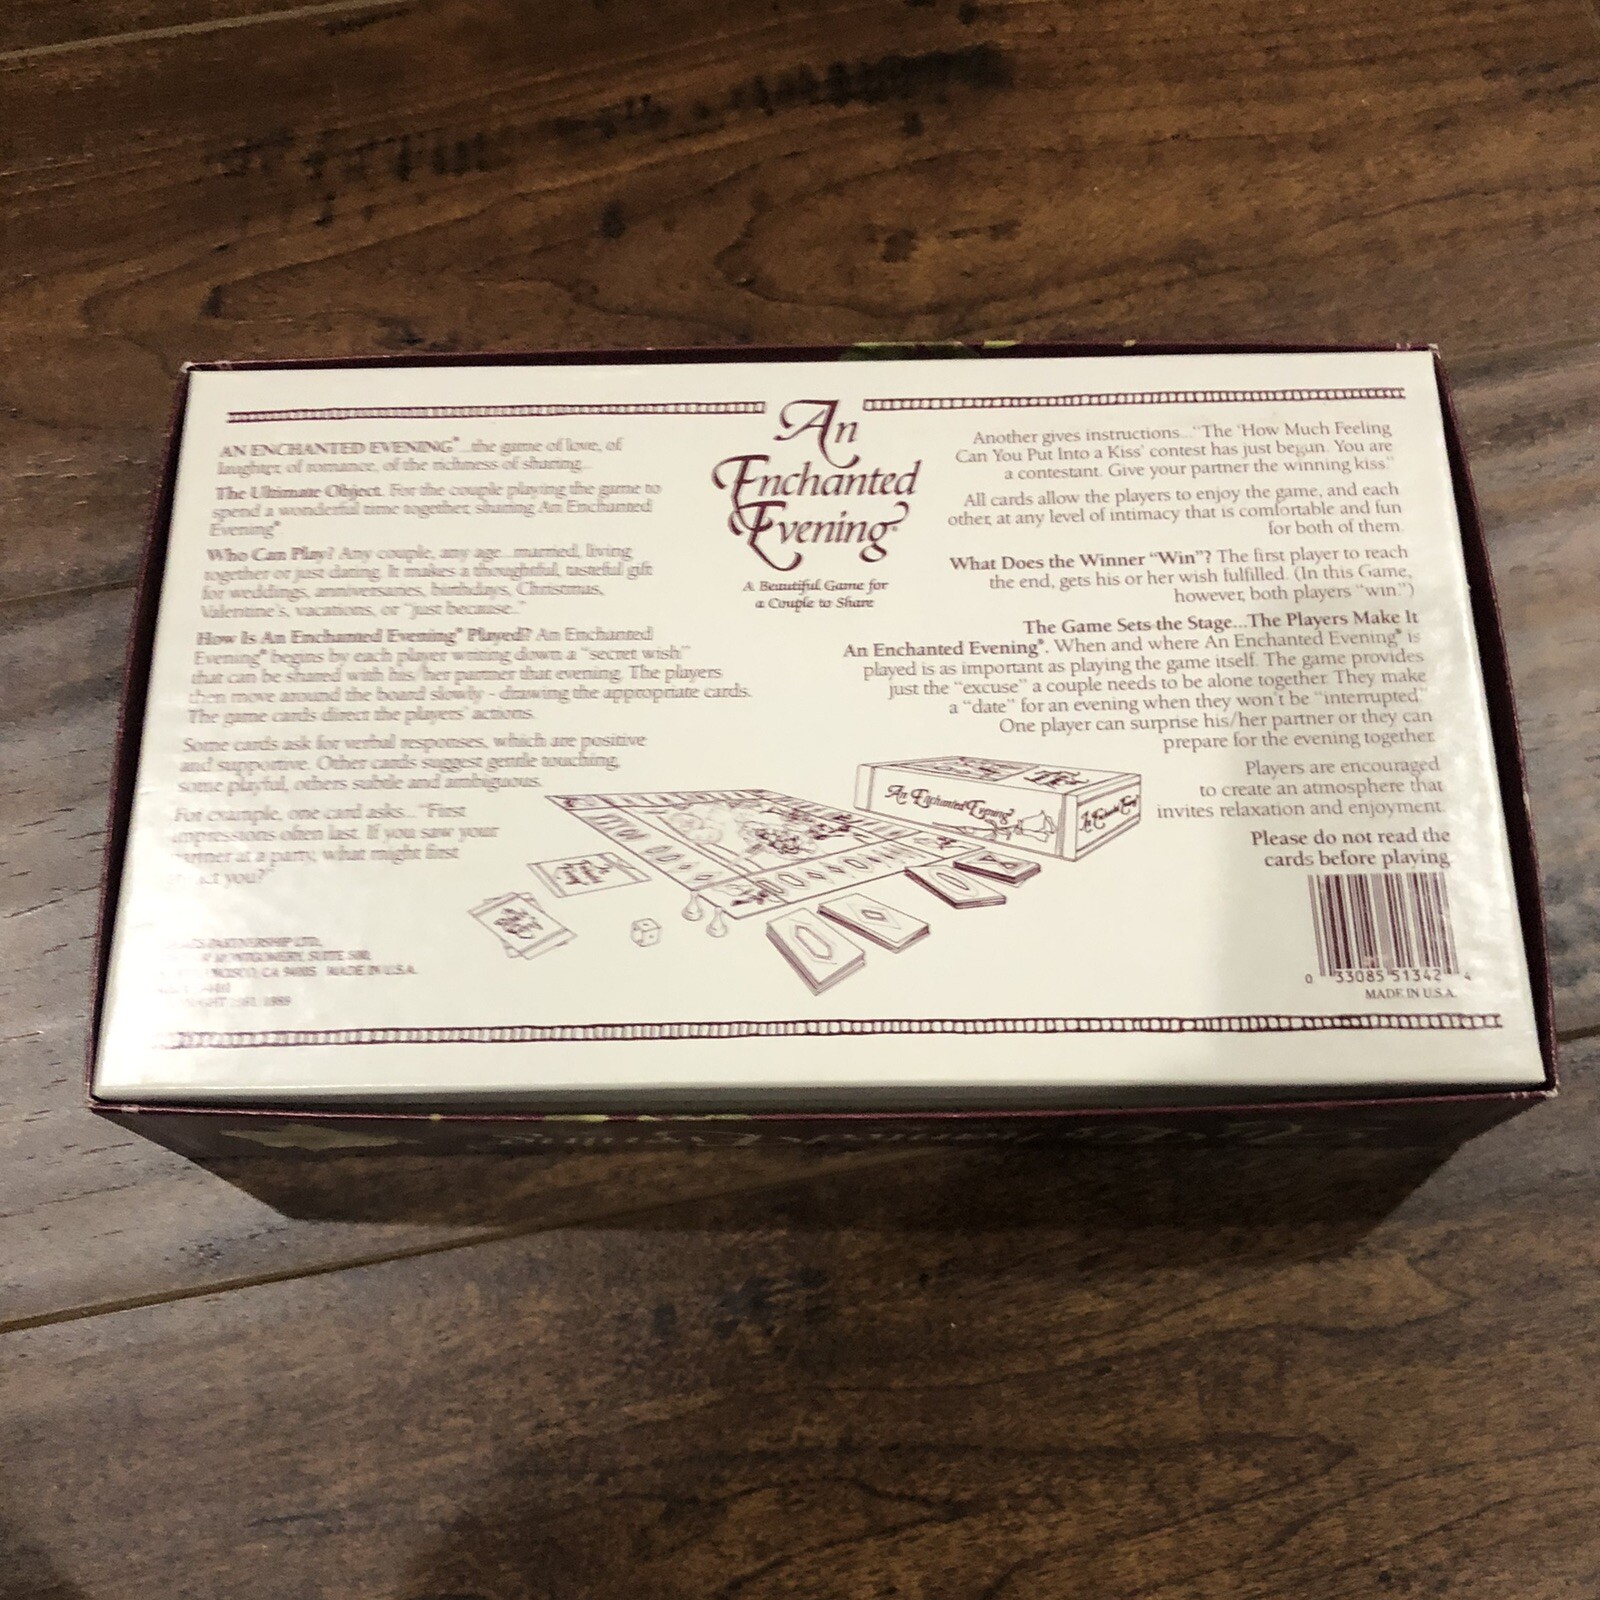 An
Enchanted
Evening®
A Beautiful Game for
a Couple to Share
AN ENCHANTED EVENING®...the game of love, of
laughter, of romance, of the richness of sharing...
The Ultimate Object. For the couple playing the game to
spend a wonderful time together, sharing An Enchanted
Evening®
Who Can Play? Any couple, any age...married, living
together or just dating. It makes a thoughtful, tasteful gift
for weddings, anniversaries, birthdays, Christmas,
Valentine's, vacations, or "just because."
How Is An Enchanted Evening® Played? An Enchanted
Evening® begins by each player writing down a "secret wish"
that can be shared with his/her partner that evening. The players
then move around the board slowly - drawing the appropriate cards.
The game cards direct the players' actions.
Some cards ask for verbal responses, which are positive
and supportive. Other cards suggest gentle touching,
some playful, others subtle and ambiguous.
For example, one card asks..."First
impressions often last. If you saw your
partner at a party, what might first
you?"
PARTNERSHIP LTD.,
MONTGOMERY, SUITE
CA 94105 MADE IN U.S.A.
Another gives instructions..."The 'How Much Feeling
Can You Put Into a Kiss' contest has just begun. You are
a contestant. Give your partner the winning kiss."
All cards allow the players to enjoy the game, and each
other, at any level of intimacy that is comfortable and fun
for both of them.
What Does the Winner "Win"? The first player to reach
the end, gets his or her wish fulfilled. (In this Game,
however, both players "win.")
The Game Sets the Stage...The Players Make It
An Enchanted Evening®. When and where An Enchanted Evening® is
played is as important as playing the game itself. The game provides
just the "excuse" a couple needs to be alone together. They make
a "date" for an evening when they won't be "interrupted"
One player can surprise his/her partner or they can
prepare for the evening together.
Players are encouraged
to create an atmosphere that
invites relaxation and enjoyment.
Please do not read the
cards before playing.
An Enchanted Evening®
An Enchanted Evening®
0 33085 51342 4
MADE IN U.S.A.